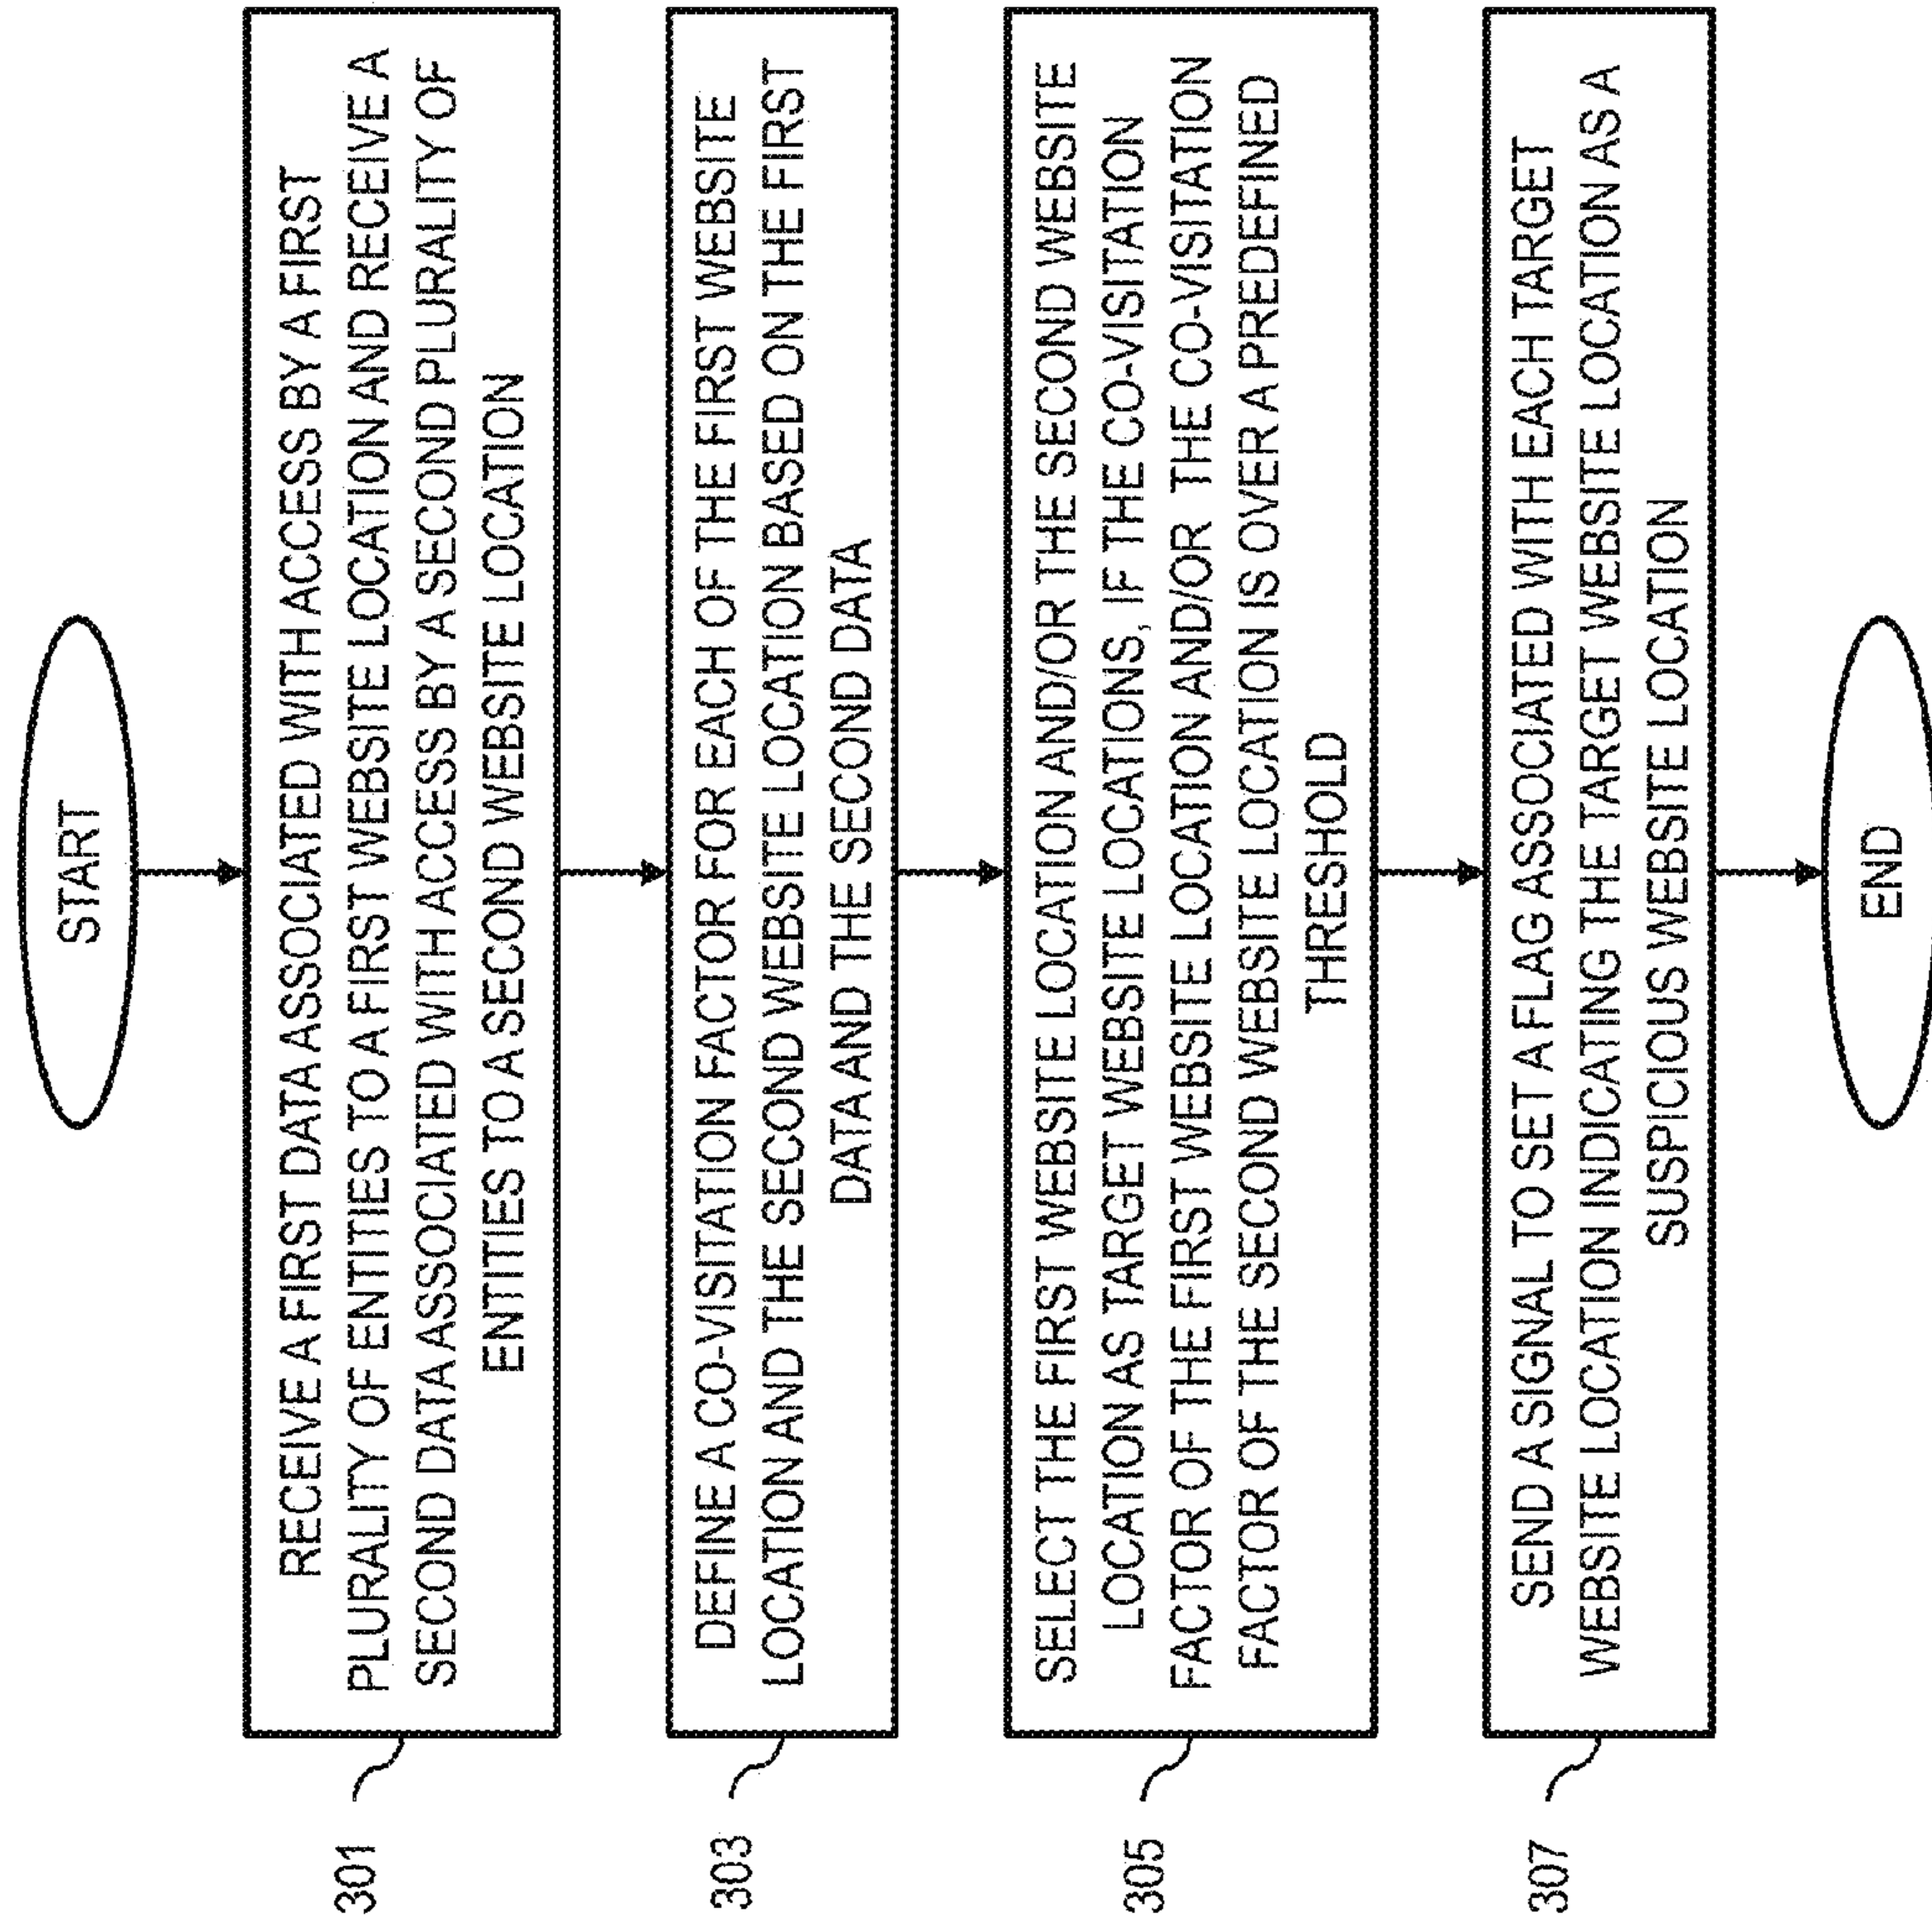 START
RECEIVE A FIRST DATA ASSOCIATED WITH ACCESS BY A FIRST
PLURALITY OF ENTITIES TO A FIRST WEBSITE LOCATION AND RECEIVE A
SECOND DATA ASSOCIATED WITH ACCESS BY A SECOND PLURALITY OF
ENTITIES TO A SECOND WEBSITE LOCATION
301
DEFINE A CO-VISITATION FACTOR FOR EACH OF THE FIRST WEBSITE
LOCATION AND THE SECOND WEBSITE LOCATION BASED ON THE FIRST
DATA AND THE SECOND DATA
303
SELECT THE FIRST WEBSITE LOCATION AND/OR THE SECOND WEBSITE
LOCATION AS TARGET WEBSITE LOCATIONS, IF THE CO-VISITATION
FACTOR OF THE FIRST WEBSITE LOCATION AND/OR THE CO-VISITATION
FACTOR OF THE SECOND WEBSITE LOCATION IS OVER A PREDEFINED
THRESHOLD
305
SEND A SIGNAL TO SET A FLAG ASSOCIATED WITH EACH TARGET
WEBSITE LOCATION INDICATING THE TARGET WEBSITE LOCATION AS A
SUSPICIOUS WEBSITE LOCATION
307
END